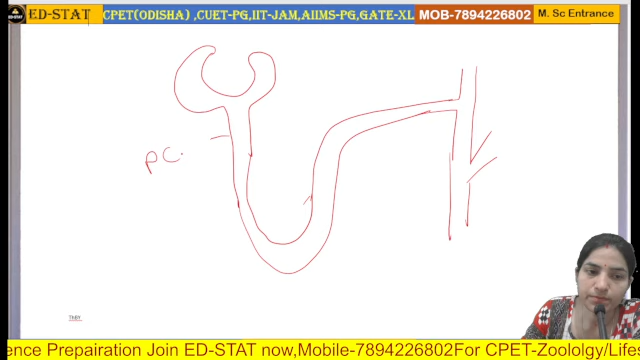 ED-STAT
CPET(ODISHA) ,CUET-PG,IIT-JAM,AIIMS-PG,GATE-XL
MOB-7894226802
M. Sc Entrance
PC
ence Prepairation Join ED-STAT now,Mobile-7894226802For CPET-Zoololgy/Lifes